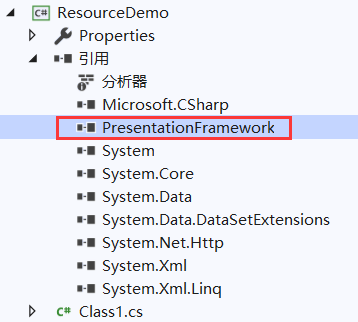 C# ResourceDemo
Properties
引用
分析器
Microsoft.CSharp
PresentationFramework
System
System.Core
System.Data
System.Data.DataSetExtensions
System.Net.Http
System.Xml
System.Xml.Linq
C# Class1.cs